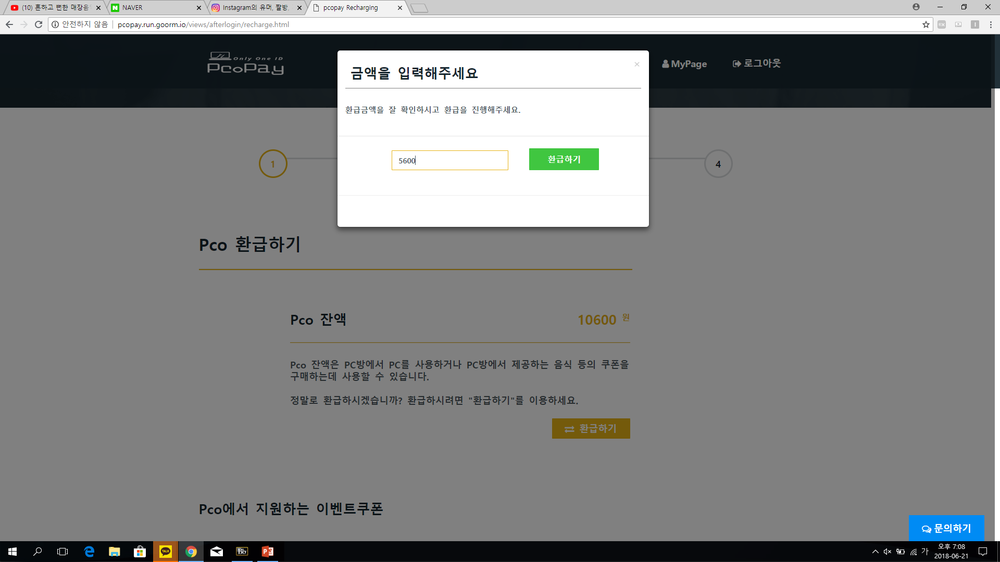 (10) 흔하고 뻔한 매장음
NAVER
Instagram의 유머, 짤방,
pcopay Recharging
안전하지 않음
pcopay.run.goorm.io/views/afterlogin/recharge.html
Only One ID
PcoPay
MyPage
로그아웃
금액을 입력해주세요
×
환급금액을 잘 확인하시고 환급을 진행해주세요.
5600
환급하기
1
4
Pco 환급하기
Pco 잔액
10600 원
Pco 잔액은 PC방에서 PC를 사용하거나 PC방에서 제공하는 음식 등의 쿠폰을
구매하는데 사용할 수 있습니다.
정말로 환급하시겠습니까? 환급하시려면 "환급하기"를 이용하세요.
환급하기
Pco에서 지원하는 이벤트쿠폰
문의하기
TALK
Bb
가
오후 7:08
2018-06-21